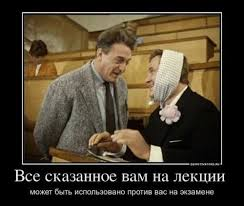 Все сказанное вам на лекции
может быть использовано против вас на экзамене